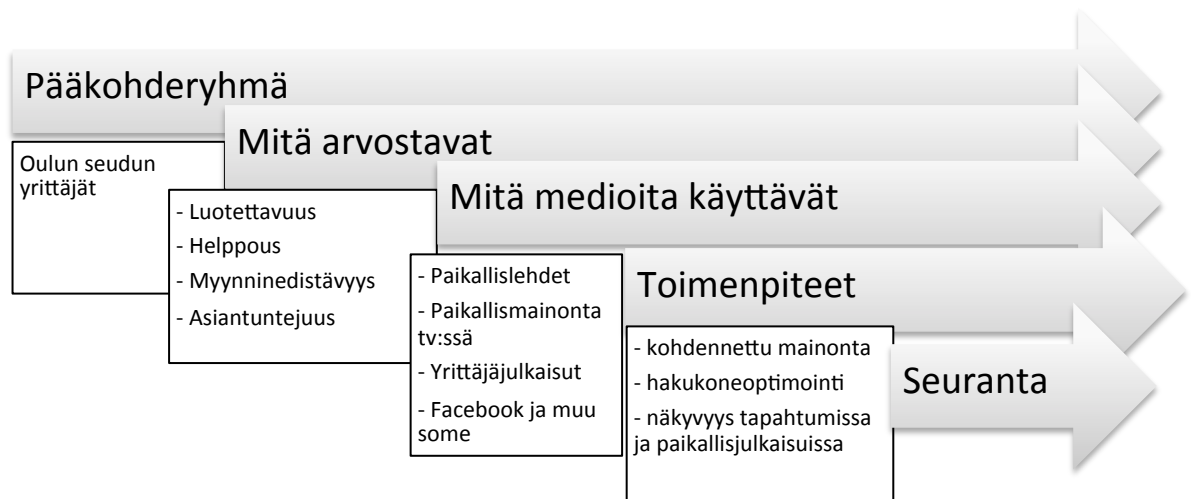 Pääkohderyhmä
Oulun seudun
yrittäjät
Mitä arvostavat
- Luotettavuus
- Helppous
- Myynninedistävyys
- Asiantuntejuus
Mitä medioita käyttävät
- Paikallislehdet
- Paikallismainonta
tv:ssä
- Yrittäjäjulkaisut
- Facebook ja muu
some
Toimenpiteet
- kohdennettu mainonta
- hakukoneoptimointi
- näkyvyys tapahtumissa
ja paikallisjulkaisuissa
Seuranta